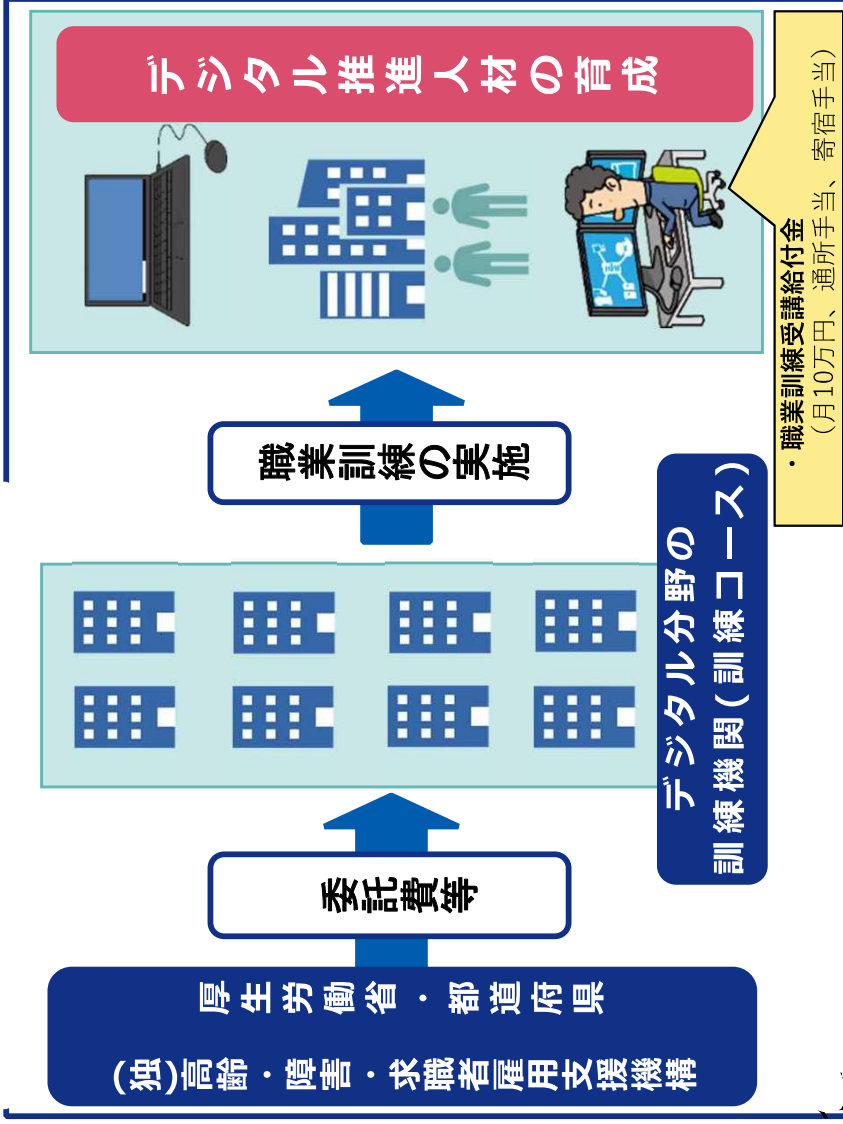 厚生労働省・都道府県
(独)高齢・障害・求職者雇用支援機構
委託費等
デジタル分野の
訓練機関(訓練コース)
職業訓練の実施
デジタル推進人材の育成
・職業訓練受講給付金
（月10万円、通所手当、寄宿手当）